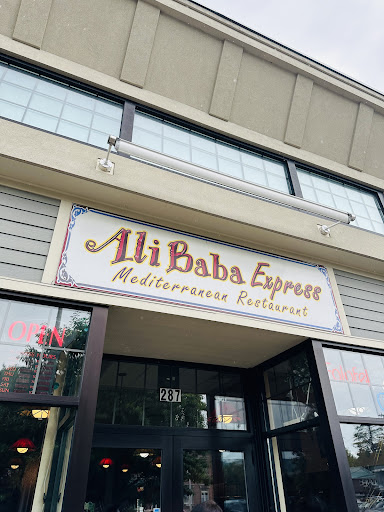 Ali Baba Express
Mediterranean Restaurant
OPEN
287